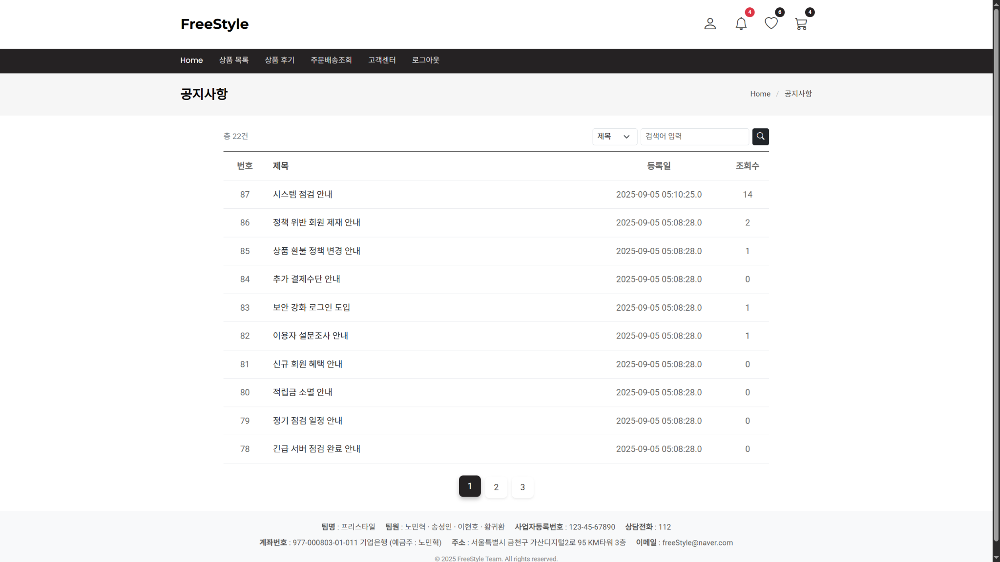 FreeStyle
4
6
4
Home 상품 목록 상품 후기 주문배송조회 고객센터 로그아웃
공지사항
Home / 공지사항
총 22건
제목
검색어 입력
번호 제목 등록일 조회수
87 시스템 점검 안내 2025-09-05 05:10:25.0 14
86 정책 위반 회원 제재 안내 2025-09-05 05:08:28.0 2
85 상품 환불 정책 변경 안내 2025-09-05 05:08:28.0 1
84 추가 결제수단 안내 2025-09-05 05:08:28.0 0
83 보안 강화 로그인 도입 2025-09-05 05:08:28.0 1
82 이용자 설문조사 안내 2025-09-05 05:08:28.0 1
81 신규 회원 혜택 안내 2025-09-05 05:08:28.0 0
80 적립금 소멸 안내 2025-09-05 05:08:28.0 0
79 정기 점검 일정 안내 2025-09-05 05:08:28.0 0
78 긴급 서버 점검 완료 안내 2025-09-05 05:08:28.0 0
1 2 3
팀명 : 프리스타일 팀원 : 노민혁 · 송성인 · 이현호 · 황귀환 사업자등록번호 : 123-45-67890 상담전화 : 112
계좌번호 : 977-000803-01-011 기업은행 (예금주 : 노민혁) 주소 : 서울특별시 금천구 가산디지털2로 95 KM타워 3층 이메일 : freeStyle@naver.com
© 2025 FreeStyle Team. All rights reserved.